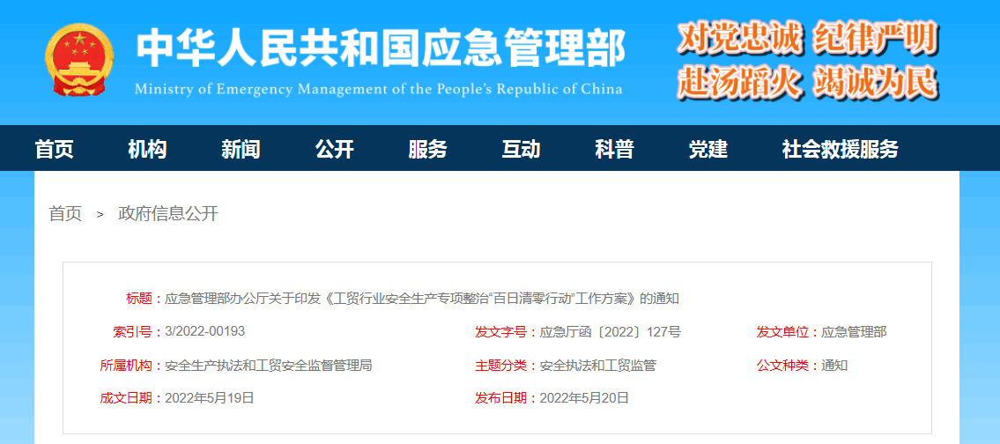 中华人民共和国应急管理部
Ministry of Emergency Management of the People's Republic of China
对党忠诚 纪律严明
赴汤蹈火 竭诚为民
首页 机构 新闻 公开 服务 互动 科普 党建 社会救援服务
首页 > 政府信息公开
标题：应急管理部办公厅关于印发《工贸行业安全生产专项整治“百日清零行动”工作方案》的通知
索引号：3/2022-00193 发文字号：应急厅函〔2022〕127号 发文单位：应急管理部
所属机构：安全生产执法和工贸安全监督管理局 主题分类：安全执法和工贸监管 公文种类：通知
成文日期：2022年5月19日 发布日期：2022年5月20日